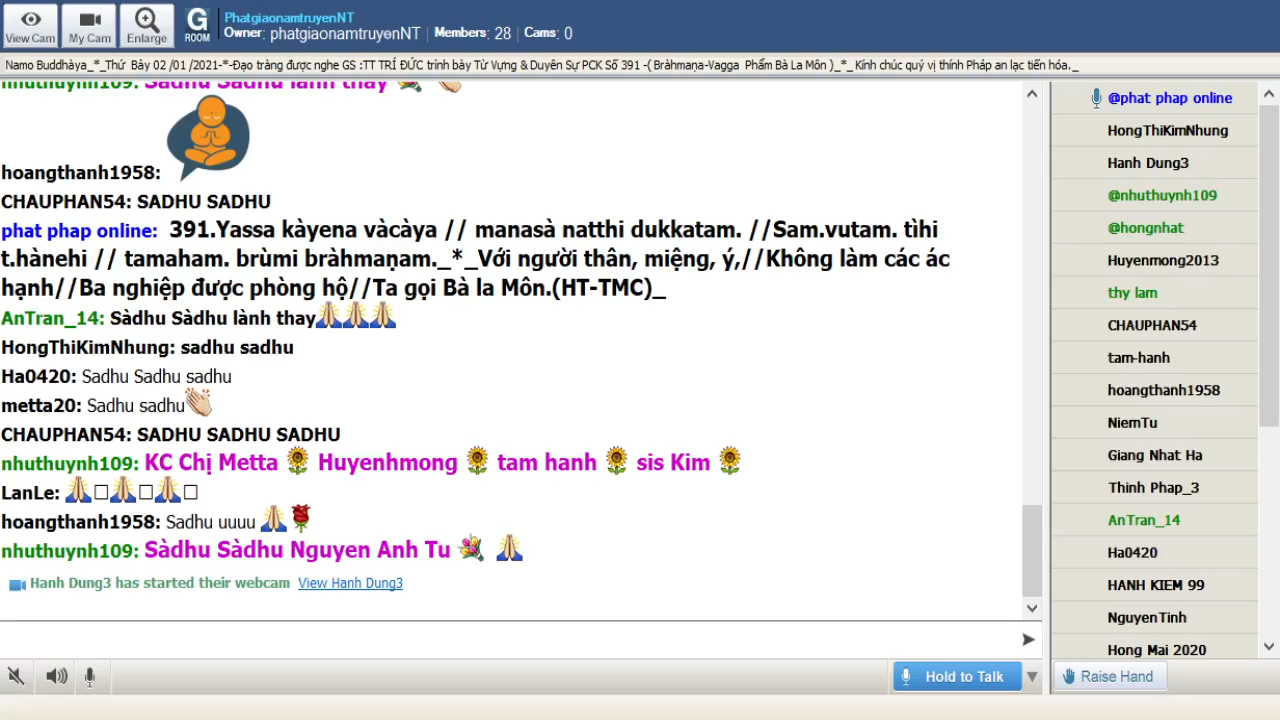 View Cam
My Cam
Enlarge
G
ROOM
PhatgiaonamtruyenNT
Owner: phatgiaonamtruyenNT | Members: 28 | Cams: 0
Namo Buddhàya_*_Thứ Bảy 02 /01 /2021-*-Đạo tràng được nghe GS :TT TRÍ ĐỨC trình bày Từ Vựng & Duyên Sự PCK Số 391 -( Bràhmaṇa-Vagga Phẩm Bà La Môn )_*_ Kính chúc quý vị thính Pháp an lạc tiến hóa._
nhuthuynh109: Sàdhu Sàdhu lành thay
hoangthanh1958:
CHAUPHAN54: SADHU SADHU
phat phap online: 391.Yassa kàyena vàcàya // manasà natthi dukkatam. //Sam.vutam. tìhi
t.hànehi // tamaham. brùmi bràhmaṇam._*_Với người thân, miệng, ý,//Không làm các ác
hạnh//Ba nghiệp được phòng hộ//Ta gọi Bà la Môn.(HT-TMC)_
AnTran_14: Sàdhu Sàdhu lành thay🙏🙏🙏
HongThiKimNhung: sadhu sadhu
Ha0420: Sadhu Sadhu sadhu
metta20: Sadhu sadhu👏
CHAUPHAN54: SADHU SADHU SADHU
nhuthuynh109: KC Chị Metta 🌻 Huyenhmong 🌻 tam hanh 🌻 sis Kim 🌻
LanLe: 🙏□🙏□🙏□
hoangthanh1958: Sadhu uuuu 🙏🌹
nhuthuynh109: Sàdhu Sàdhu Nguyen Anh Tu 💐 🙏
Hanh Dung3 has started their webcam View Hanh Dung3
Hold to Talk
@phat phap online
HongThiKimNhung
Hanh Dung3
@nhuthuynh109
@hongnhat
Huyenmong2013
thy lam
CHAUPHAN54
tam-hanh
hoangthanh1958
NiemTu
Giang Nhat Ha
Thinh Phap_3
AnTran_14
Ha0420
HANH KIEM 99
NguyenTinh
Hong Mai 2020
Raise Hand